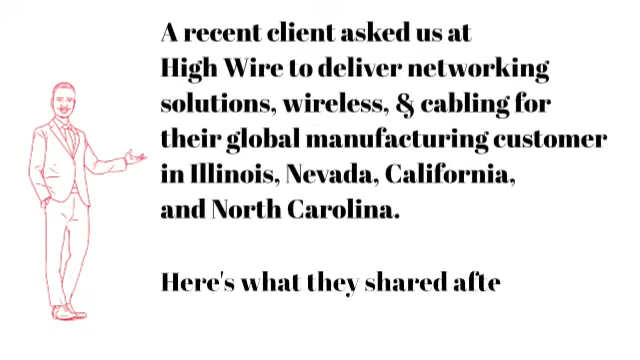 A recent client asked us at
High Wire to deliver networking
solutions, wireless, & cabling for
their global manufacturing customer
in Illinois, Nevada, California,
and North Carolina.
Here's what they shared afte